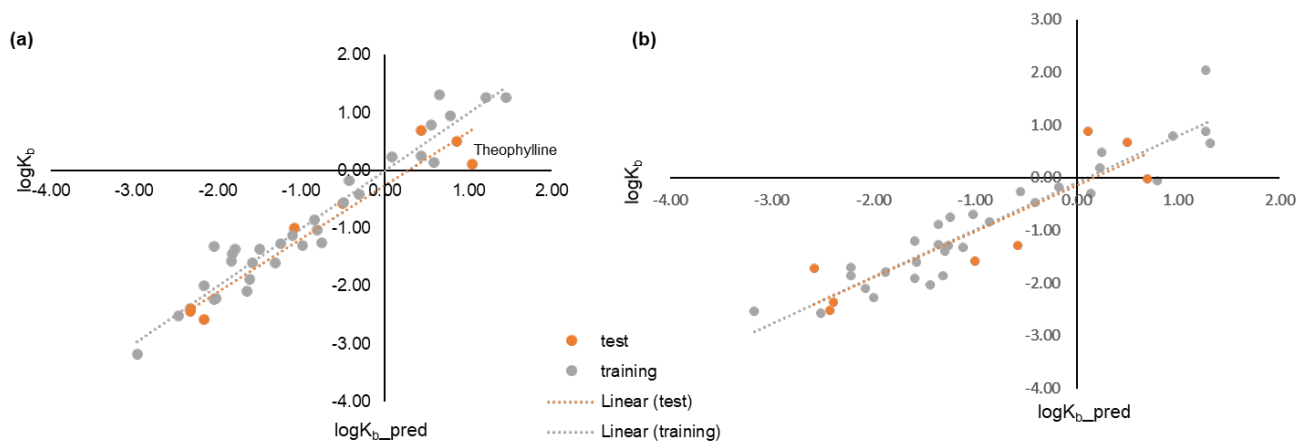 (a)
2.00
1.00
0.00
-4.00 -3.00 -2.00 -1.00 0.00 1.00 2.00
-1.00
-2.00
-3.00
-4.00
Theophylline
logKb
logKb_pred
test
training
Linear (test)
Linear (training)
(b)
3.00
2.00
1.00
0.00
-4.00 -3.00 -2.00 -1.00 0.00 1.00 2.00
-1.00
-2.00
-3.00
-4.00
logKb
logKb_pred